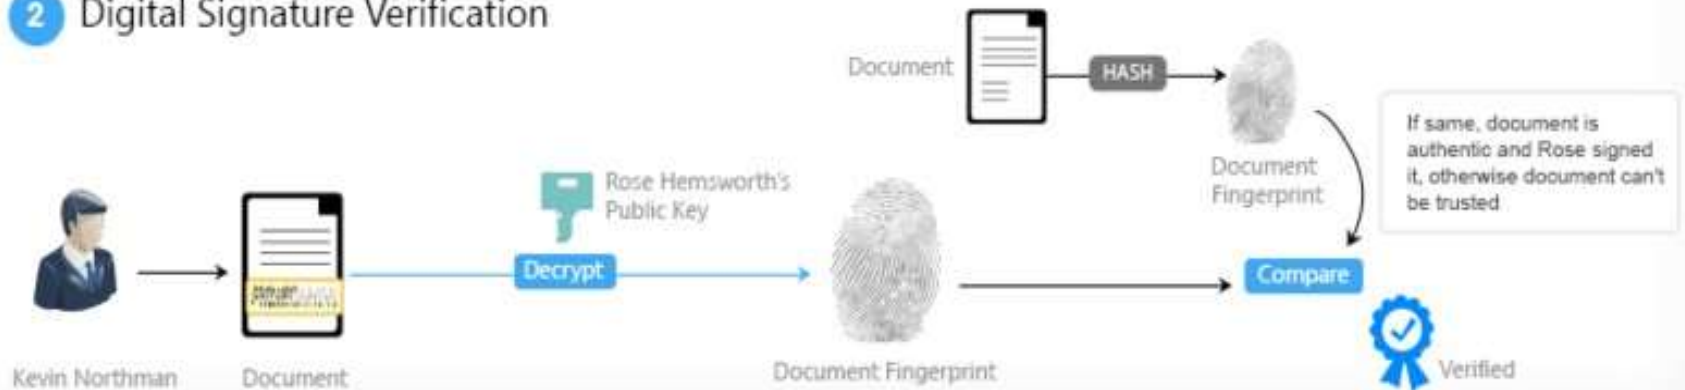 2 Digital Signature Verification
Document
HASH
Document
Fingerprint
If same, document is
authentic and Rose signed
it, otherwise document can't
be trusted
Rose Hemsworth's
Public Key
Decrypt
Compare
Kevin Northman
Document
Document Fingerprint
Verified